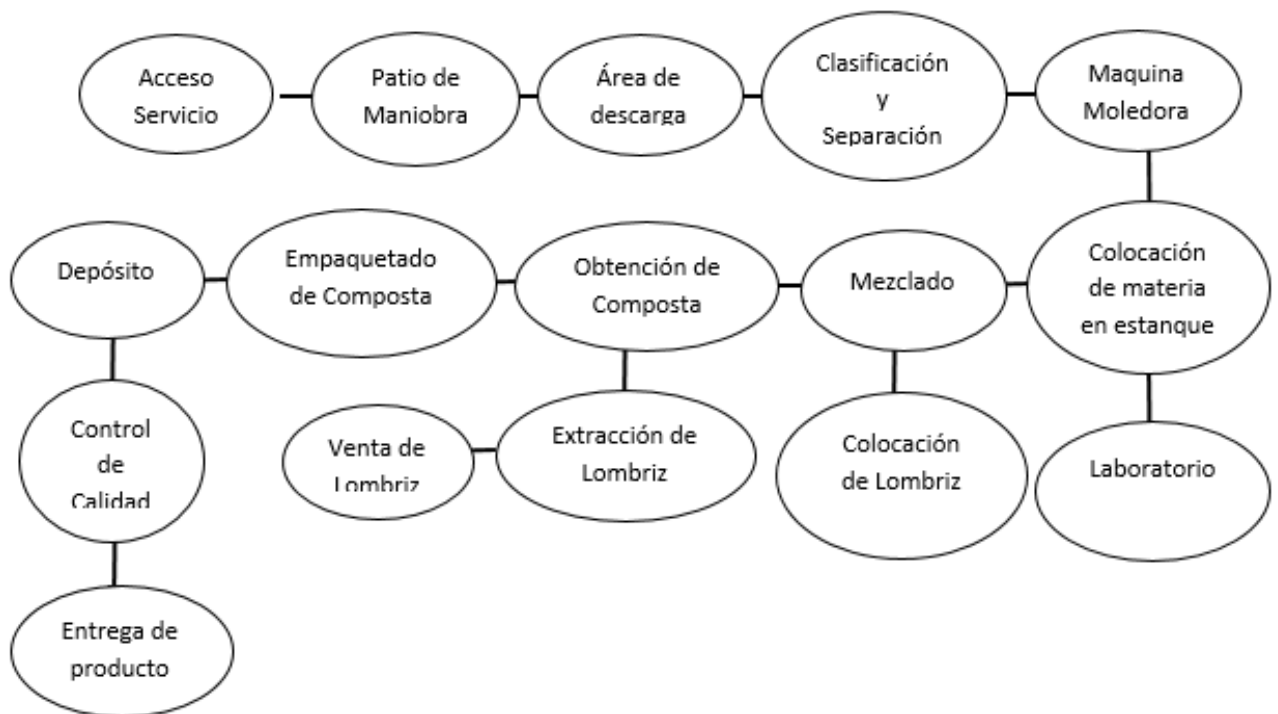 Acceso
Servicio
Patio de
Maniobra
Área de
descarga
Clasificación
y
Separación
Maquina
Moledora
Depósito
Empaquetado
de Composta
Obtención de
Composta
Mezclado
Colocación
de materia
en estanque
Control
de
Calidad
Venta de
Lombriz
Extracción de
Lombriz
Colocación
de Lombriz
Laboratorio
Entrega de
producto